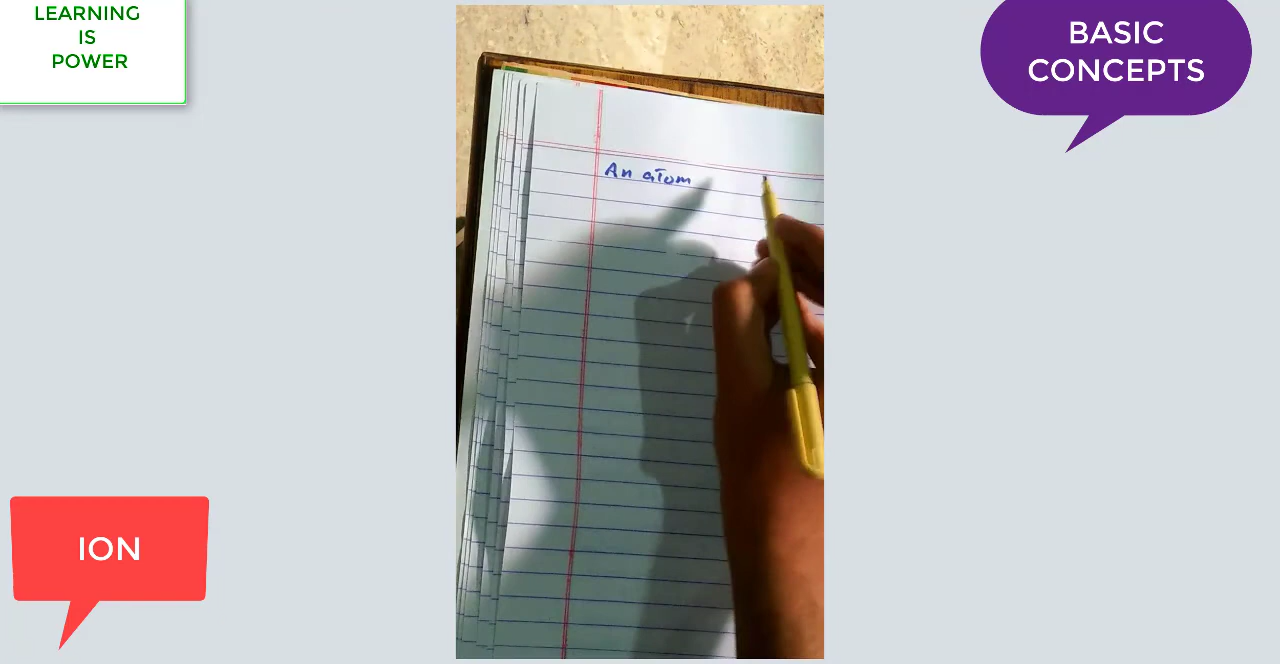 LEARNING
IS
POWER
BASIC
CONCEPTS
An atom
ION